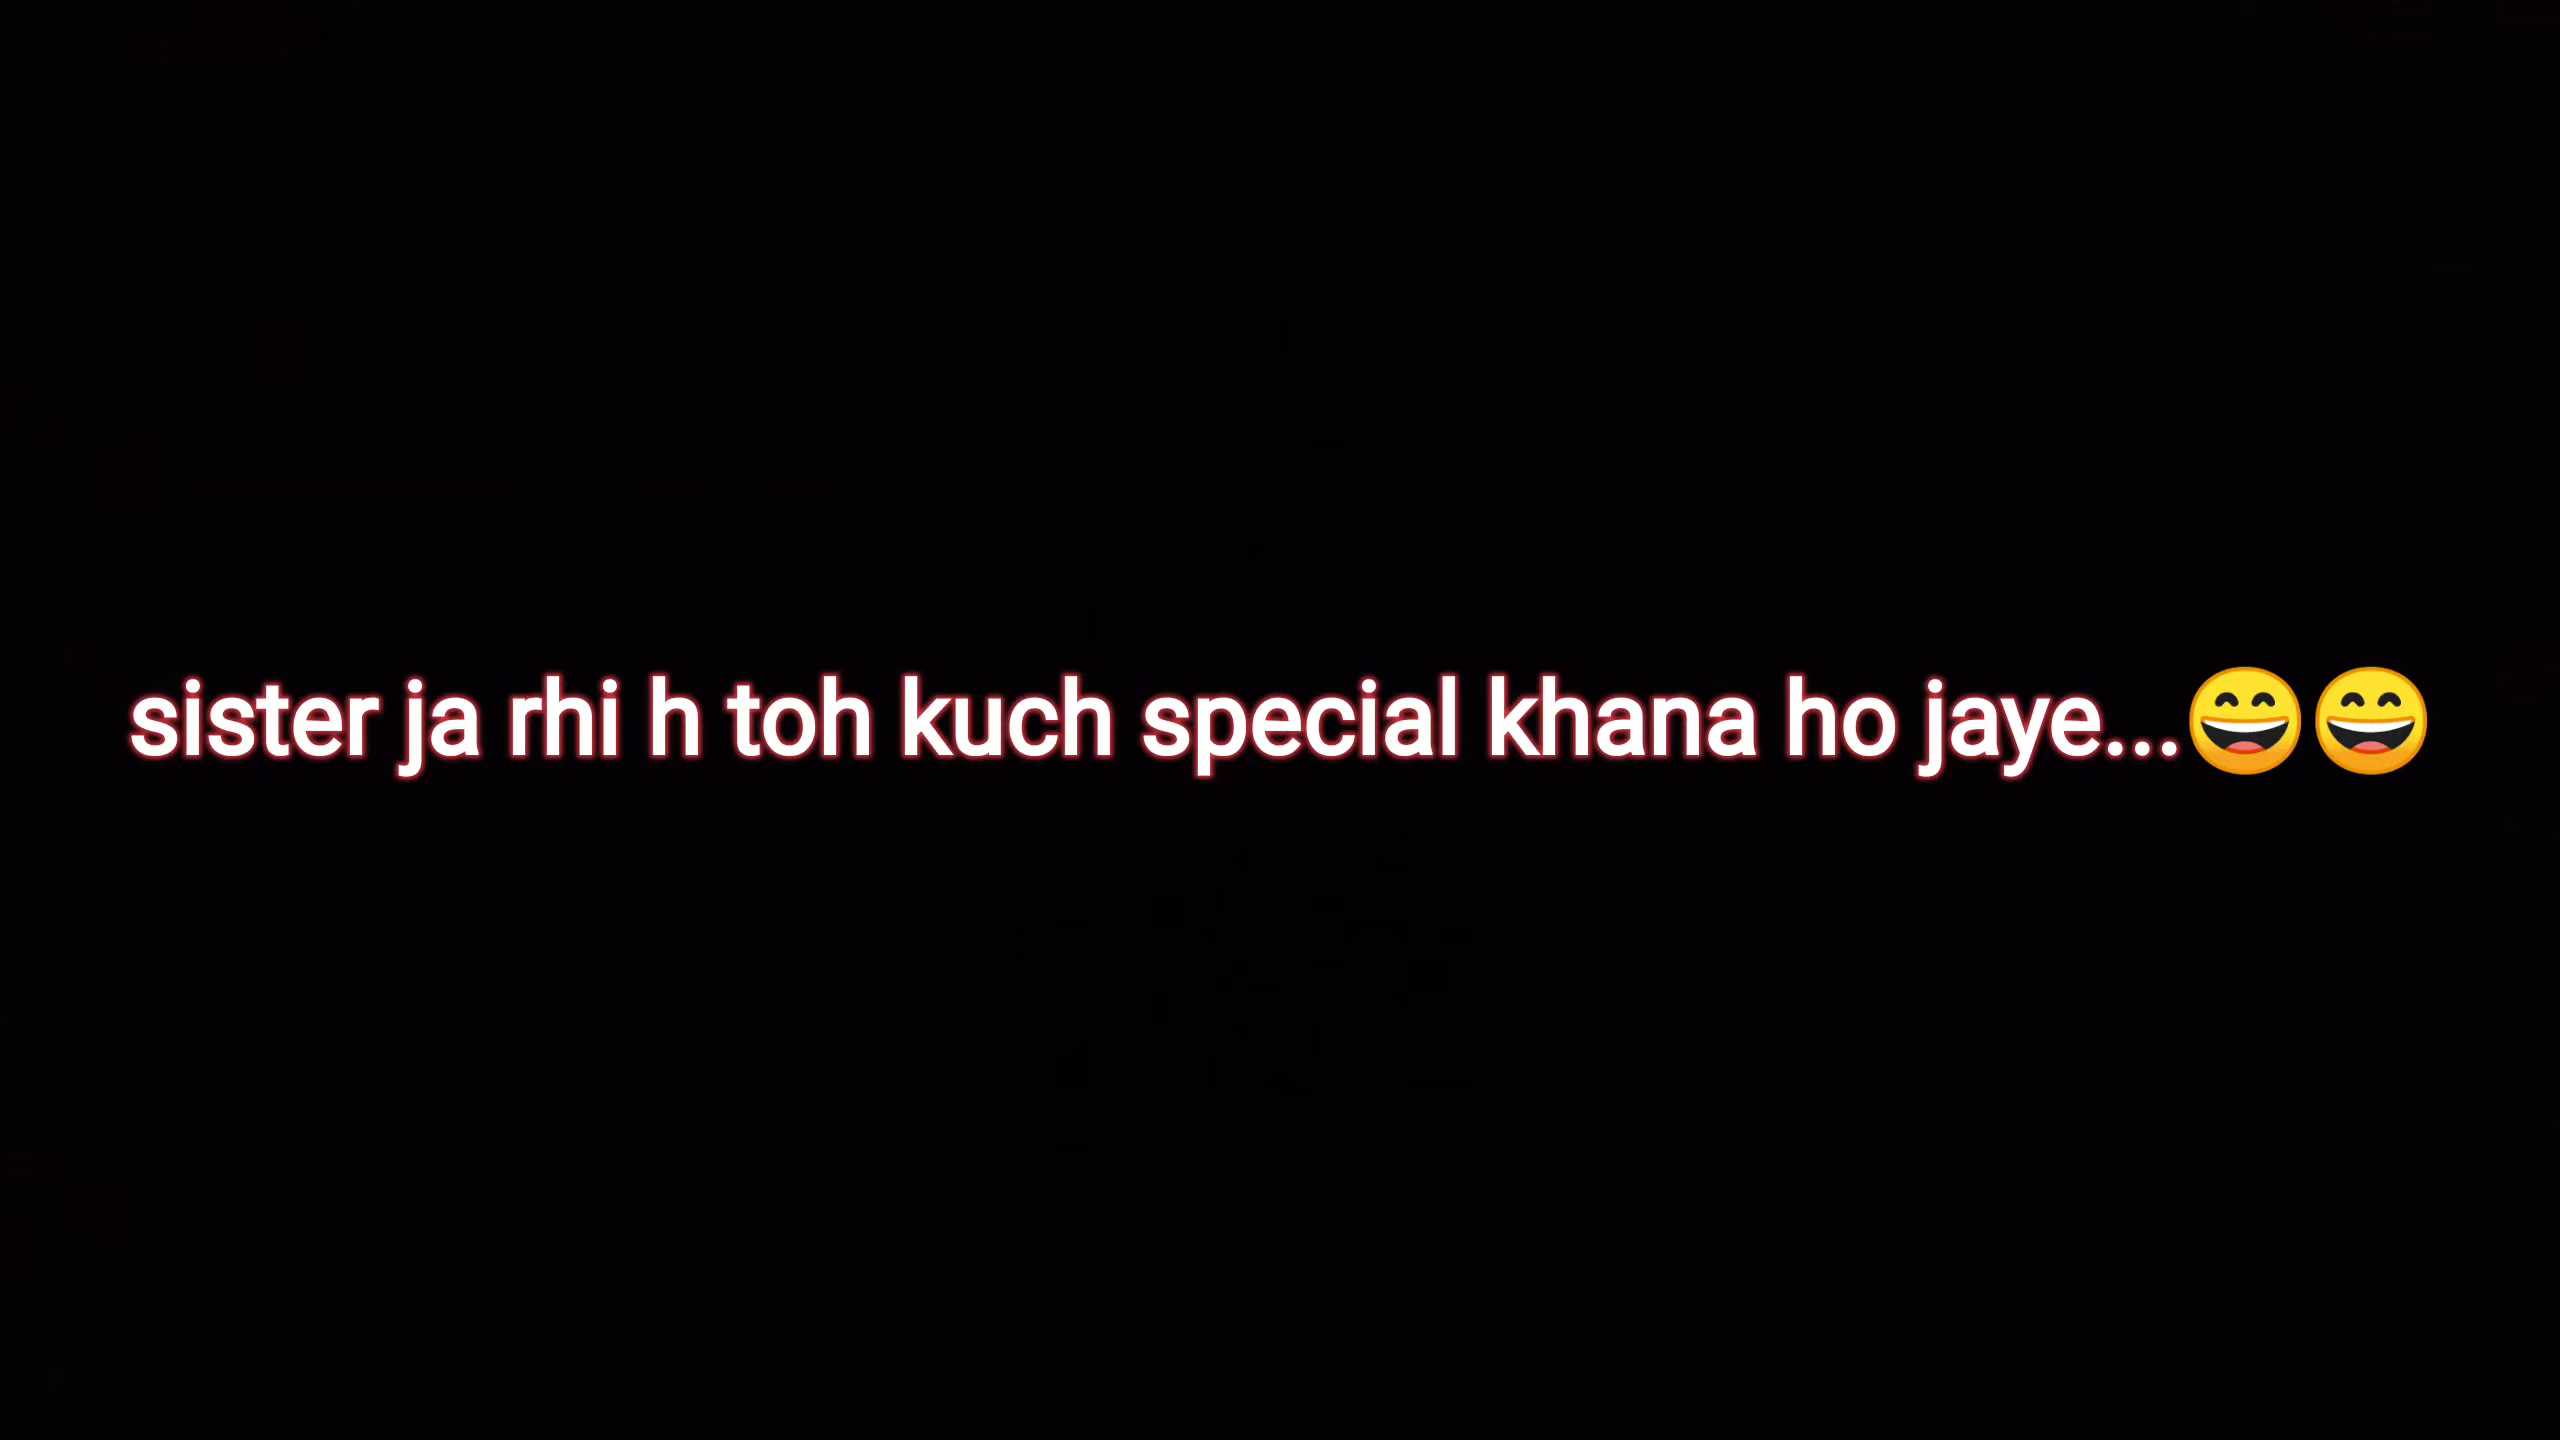 sister ja rhi h toh kuch special khana ho jaye...😄😄